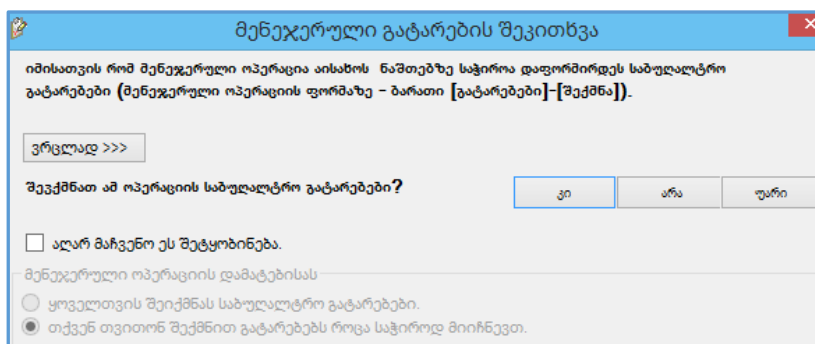 მენეჯერული გატარების შეკითხვა
იმისათვის რომ მენეჯერული ოპერაცია აისახოს ნაშთებზე საჭიროა დაფორმირდეს საბუღალტრო
გატარებები (მენეჯერული ოპერაციის ფორმაზე - ბარათი [გატარებები]-[შექმნა]).
ვრცლად >>>
შევქმნათ ამ ოპერაციის საბუღალტრო გატარებები?
კი
არა
უარი
აღარ მაჩვენო ეს შეტყობინება.
მენეჯერული ოპერაციის დამატებისას
ყოველთვის შეიქმნას საბუღალტრო გატარებები.
თქვენ თვითონ შექმნით გატარებებს როცა საჭიროდ მიიჩნევთ.